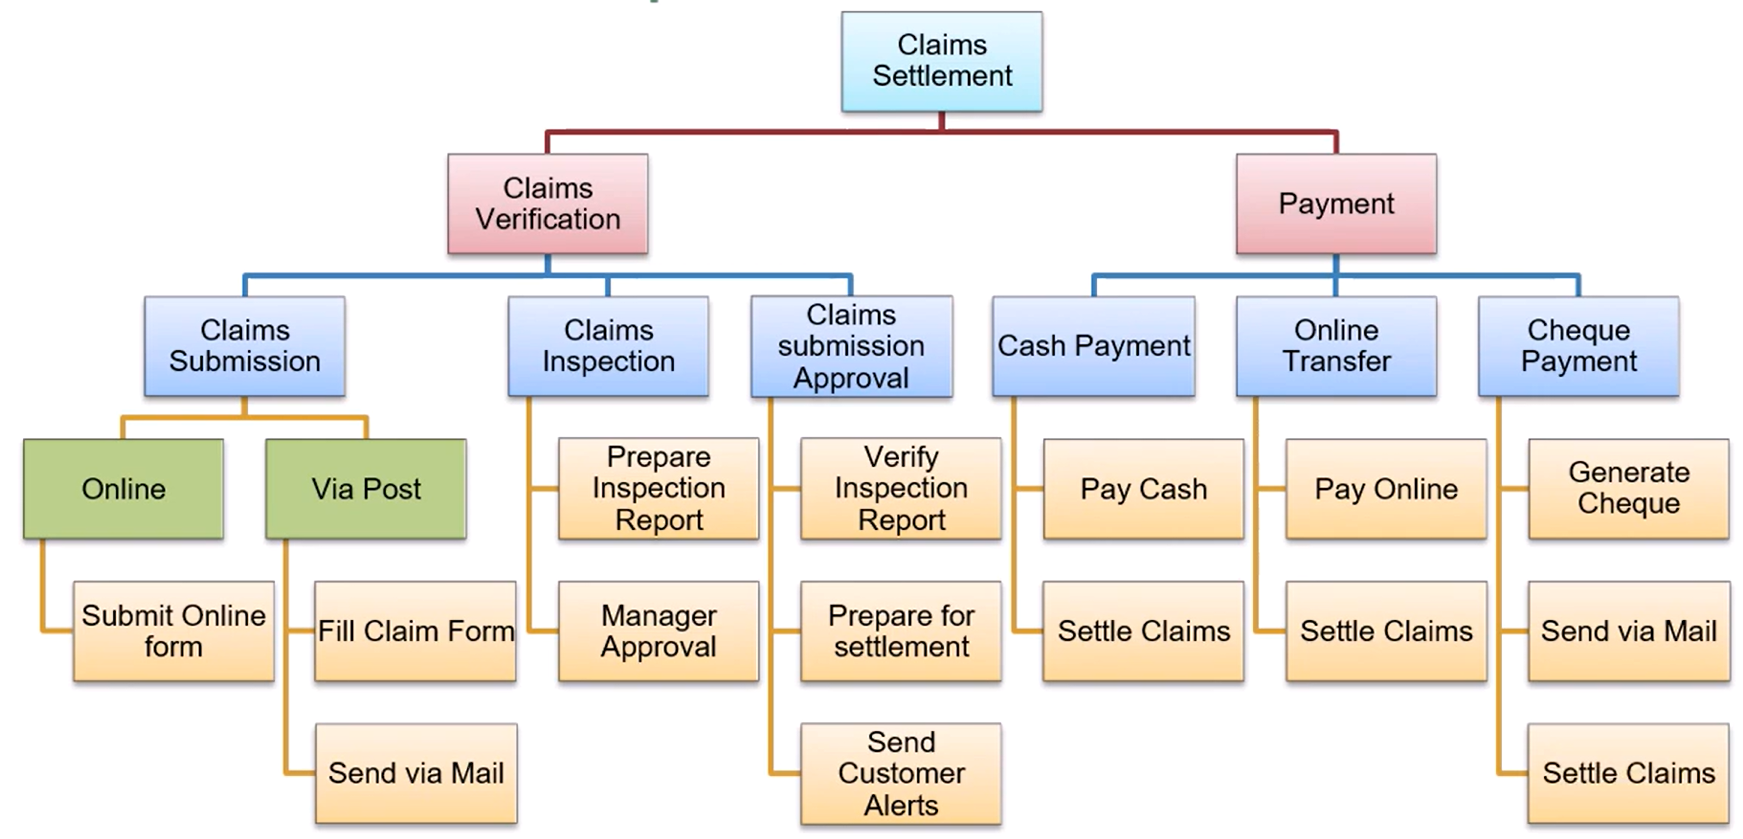 Claims
Settlement
Claims
Verification
Payment
Claims
Submission
Claims
Inspection
Claims
submission
Approval
Cash Payment
Online
Transfer
Cheque
Payment
Online
Via Post
Prepare
Inspection
Report
Verify
Inspection
Report
Pay Cash
Pay Online
Generate
Cheque
Submit Online
form
Fill Claim Form
Manager
Approval
Prepare for
settlement
Settle Claims
Settle Claims
Send via Mail
Send via Mail
Send
Customer
Alerts
Settle Claims